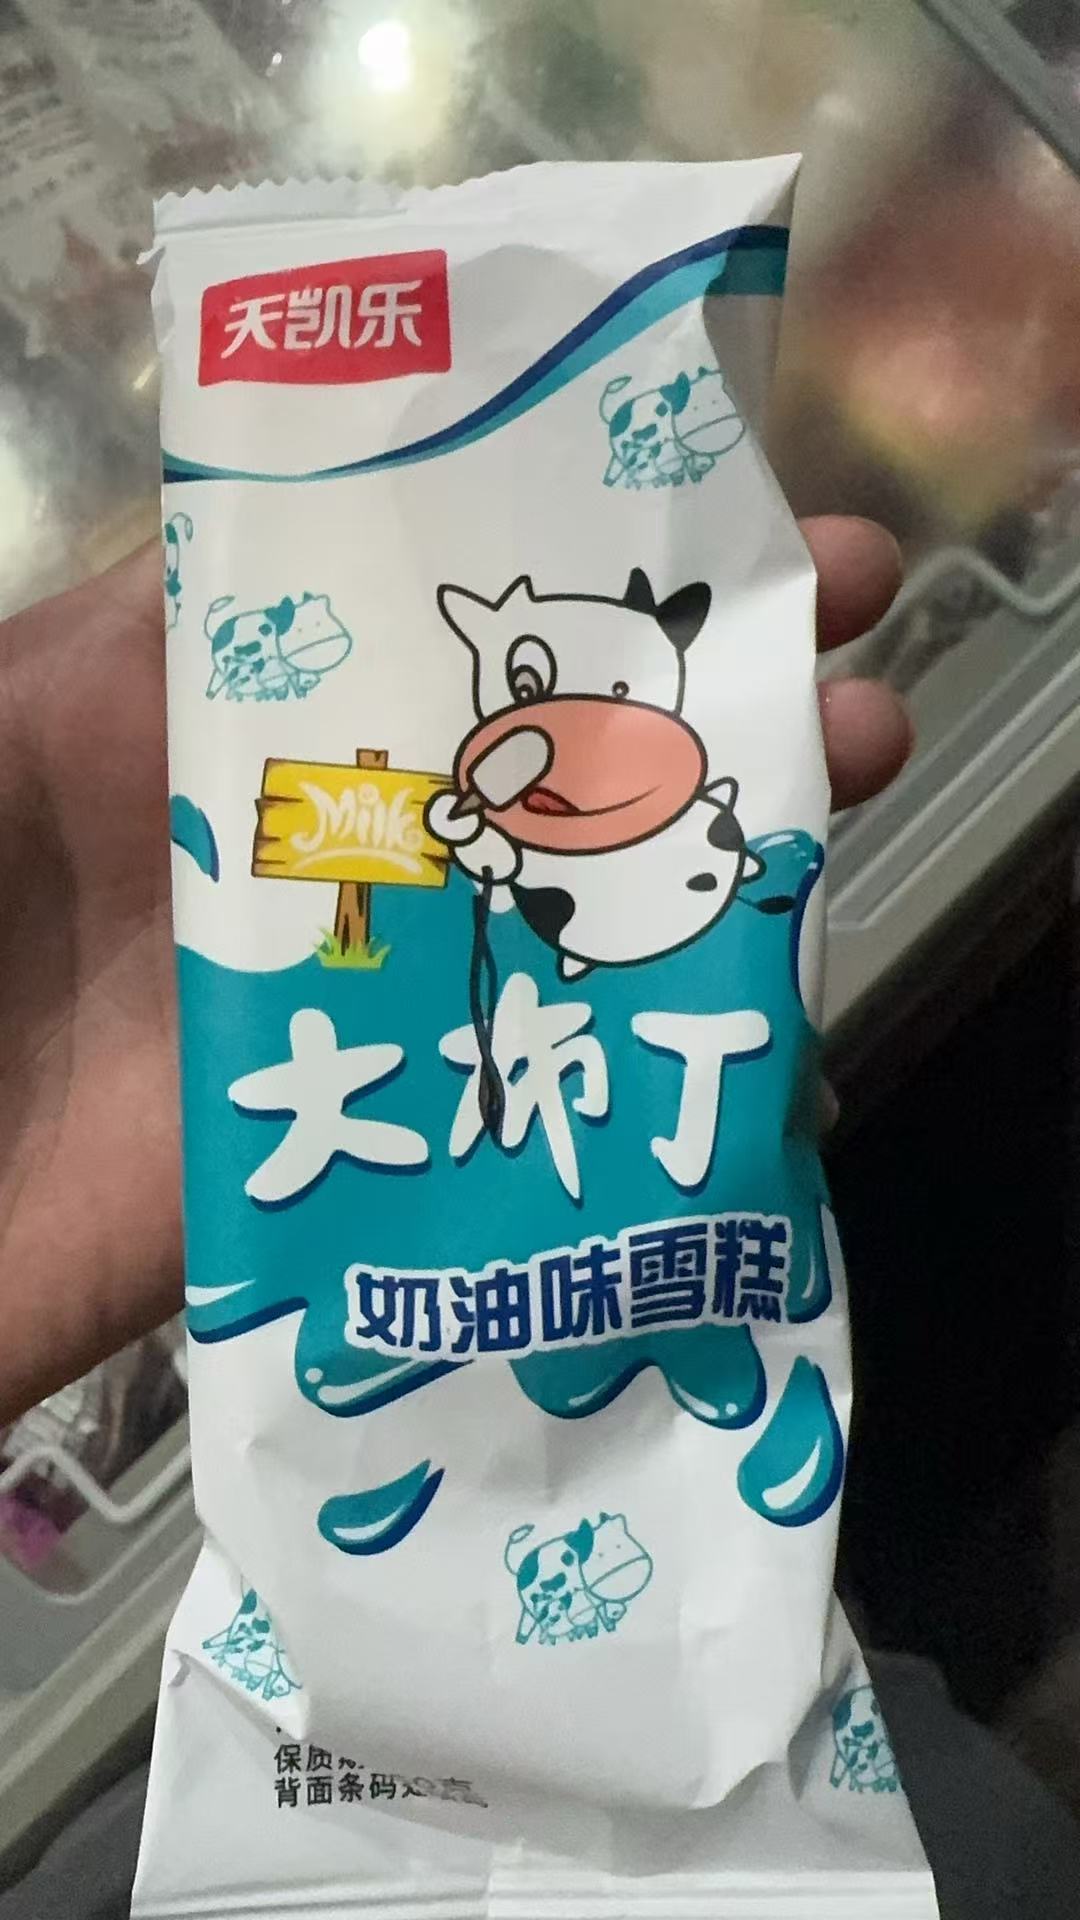 天凯乐
Milk
大布丁
奶油味雪糕
保质
背面条码